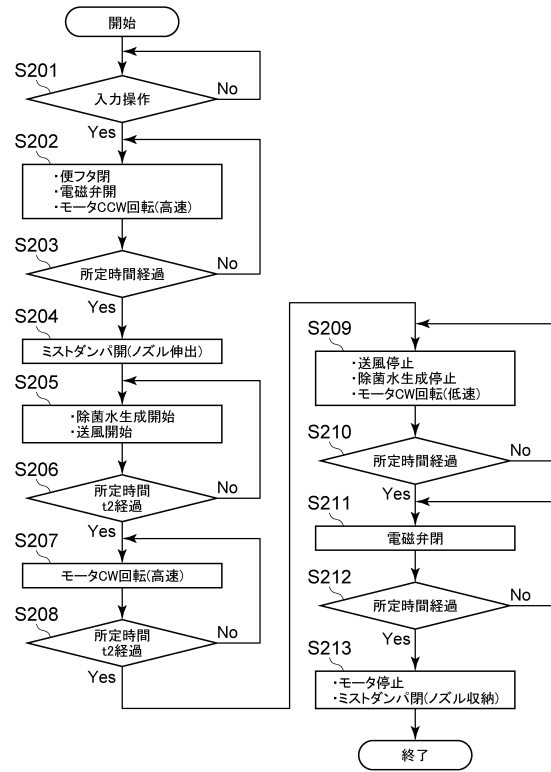 開始
S201
入力操作
No
Yes
S202
・便フタ閉
・電磁弁開
・モータCCW回転(高速)
S203
所定時間経過
No
Yes
S204
ミストダンパ開(ノズル伸出)
S205
・除菌水生成開始
・送風開始
S206
所定時間
t2経過
No
Yes
S207
モータCW回転(高速)
S208
所定時間
t2経過
No
Yes
S209
・送風停止
・除菌水生成停止
・モータCW回転(低速)
S210
所定時間経過
No
Yes
S211
電磁弁閉
S212
所定時間経過
No
Yes
S213
・モータ停止
・ミストダンパ閉(ノズル収納)
終了